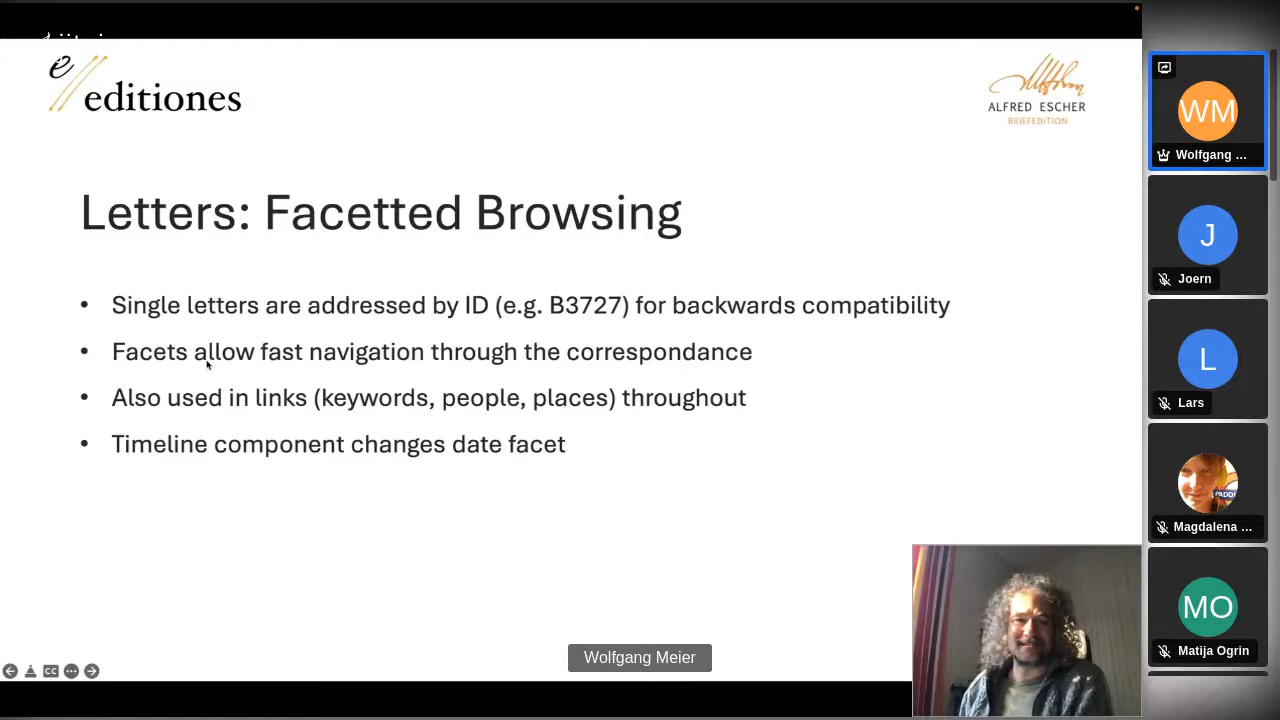 e
editiones
ALFRED ESCHER
BRIEFEDITION
Letters: Facetted Browsing
• Single letters are addressed by ID (e.g. B3727) for backwards compatibility
• Facets allow fast navigation through the correspondance
• Also used in links (keywords, people, places) throughout
• Timeline component changes date facet
CC
Wolfgang Meier
WM
Wolfgang ...
J
Joern
L
Lars
PADDI
Magdalena ...
MO
Matija Ogrin